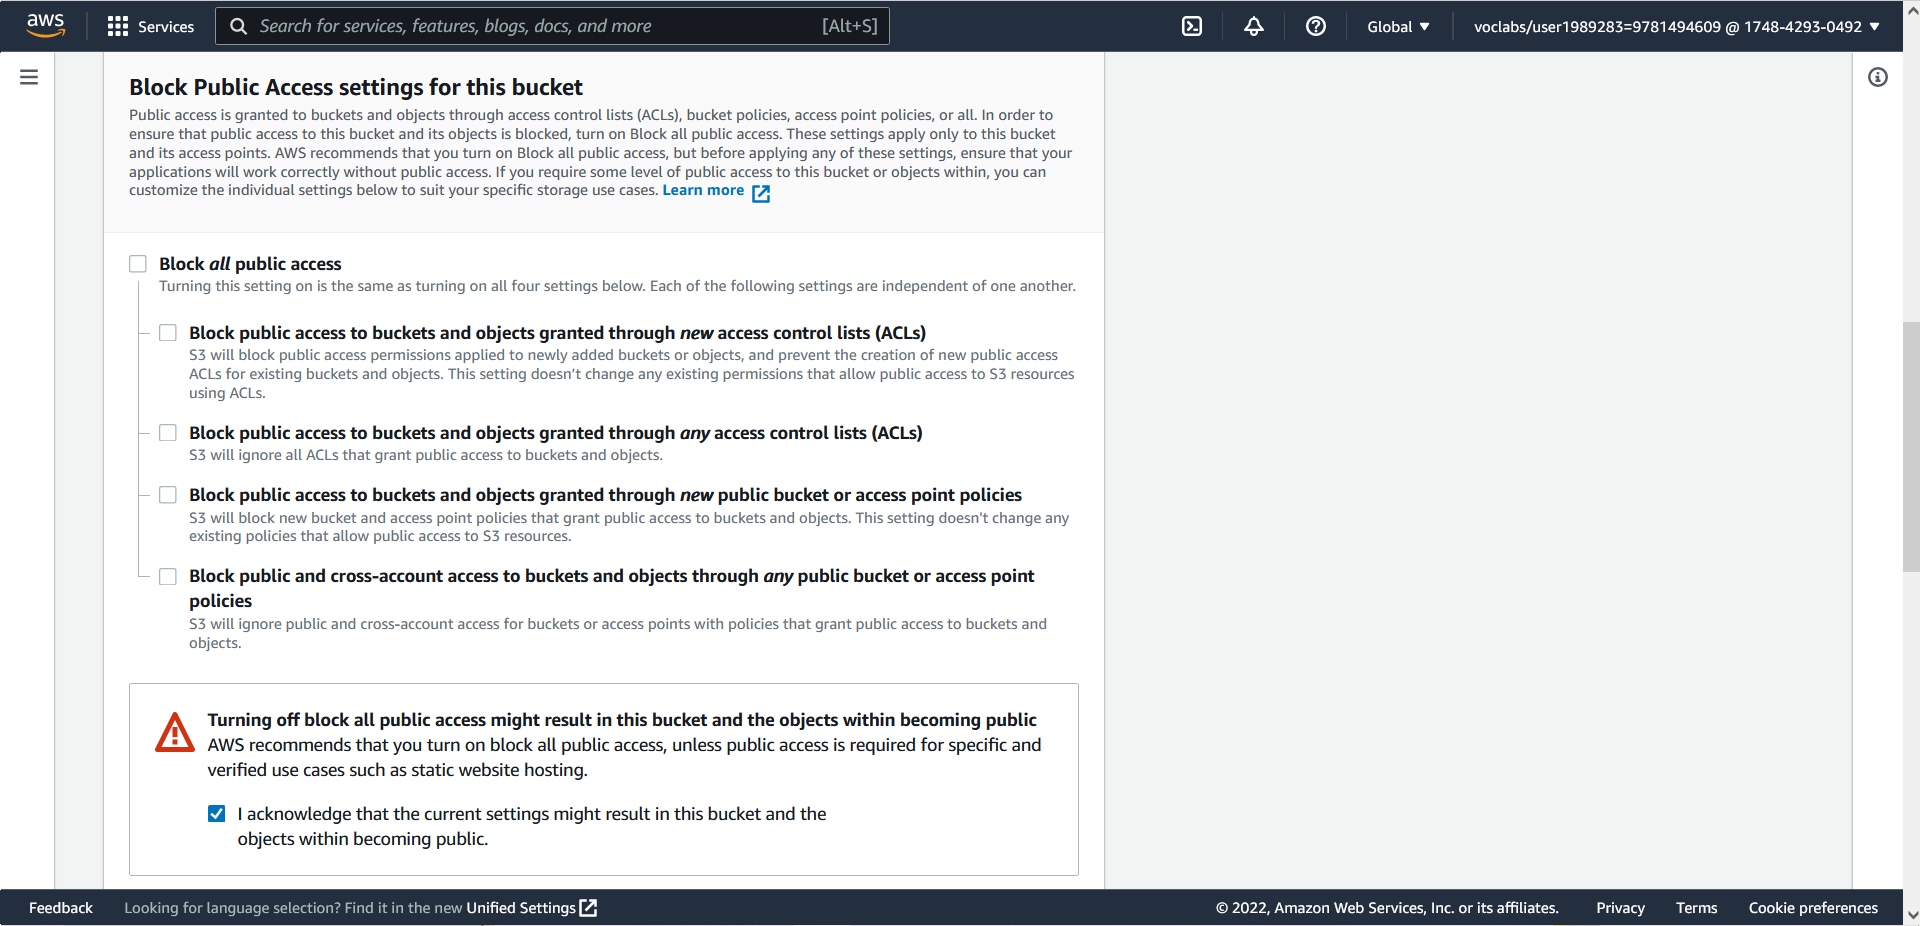 aws
Services
Search for services, features, blogs, docs, and more [Alt+S]
Global
voclabs/user1989283=9781494609 @ 1748-4293-0492
Block Public Access settings for this bucket
Public access is granted to buckets and objects through access control lists (ACLs), bucket policies, access point policies, or all. In order to
ensure that public access to this bucket and its objects is blocked, turn on Block all public access. These settings apply only to this bucket
and its access points. AWS recommends that you turn on Block all public access, but before applying any of these settings, ensure that your
applications will work correctly without public access. If you require some level of public access to this bucket or objects within, you can
customize the individual settings below to suit your specific storage use cases. Learn more
Block all public access
Turning this setting on is the same as turning on all four settings below. Each of the following settings are independent of one another.
Block public access to buckets and objects granted through new access control lists (ACLs)
S3 will block public access permissions applied to newly added buckets or objects, and prevent the creation of new public access
ACLs for existing buckets and objects. This setting doesn’t change any existing permissions that allow public access to S3 resources
using ACLs.
Block public access to buckets and objects granted through any access control lists (ACLs)
S3 will ignore all ACLs that grant public access to buckets and objects.
Block public access to buckets and objects granted through new public bucket or access point policies
S3 will block new bucket and access point policies that grant public access to buckets and objects. This setting doesn't change any
existing policies that allow public access to S3 resources.
Block public and cross-account access to buckets and objects through any public bucket or access point
policies
S3 will ignore public and cross-account access for buckets or access points with policies that grant public access to buckets and
objects.
Turning off block all public access might result in this bucket and the objects within becoming public
AWS recommends that you turn on block all public access, unless public access is required for specific and
verified use cases such as static website hosting.
I acknowledge that the current settings might result in this bucket and the
objects within becoming public.
Feedback
Looking for language selection? Find it in the new Unified Settings
© 2022, Amazon Web Services, Inc. or its affiliates.
Privacy
Terms
Cookie preferences